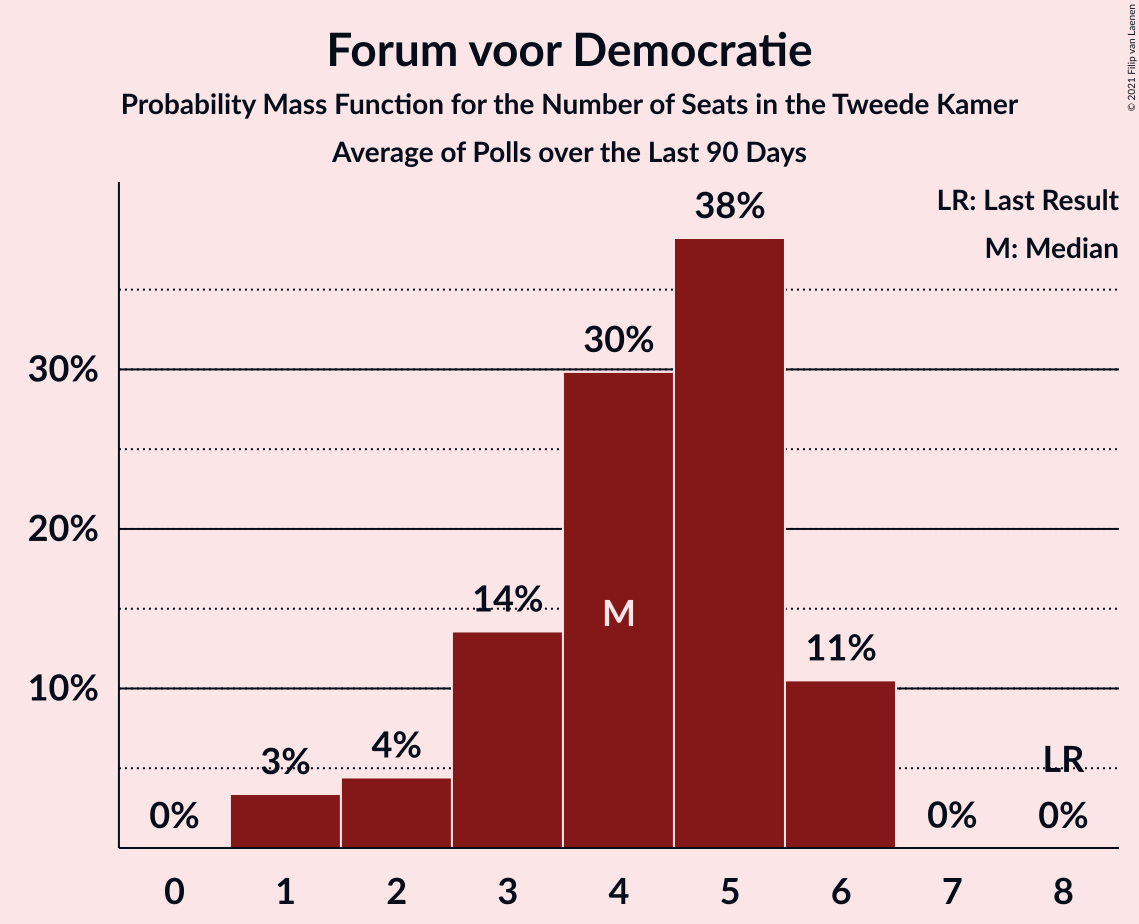 Forum voor Democratie
Probability Mass Function for the Number of Seats in the Tweede Kamer
Average of Polls over the Last 90 Days
© 2021 Filip van Laenen
LR: Last Result
M: Median
38%
30%
30%
20%
14%
M
11%
10%
3%
4%
LR
0%
0%
0%
0 1 2 3 4 5 6 7 8